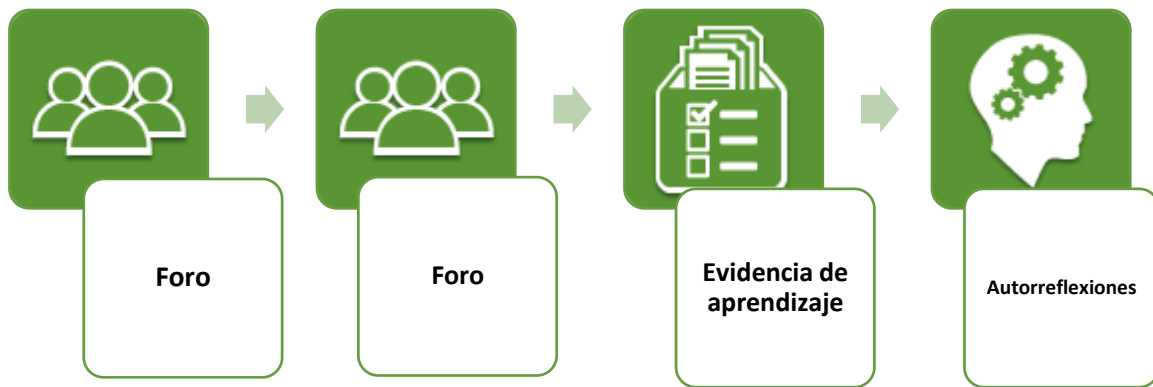 Foro
Foro
Evidencia de
aprendizaje
Autorreflexiones